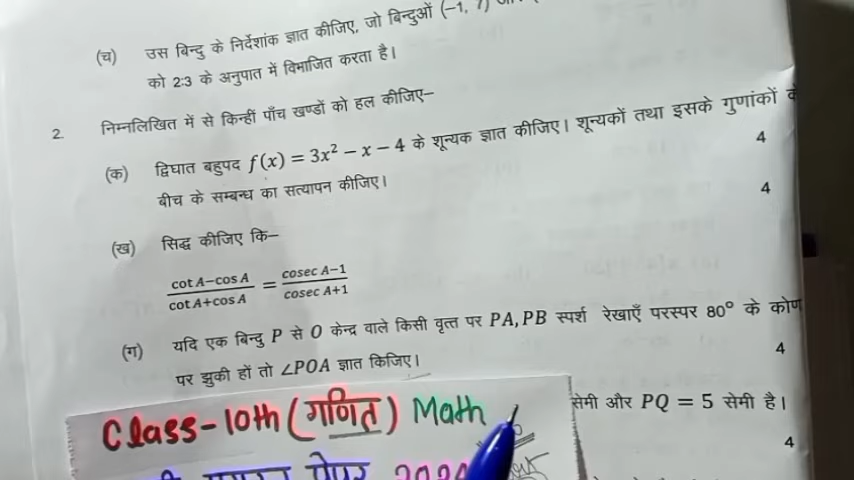 (च) उस बिन्दु के निर्देशांक ज्ञात कीजिए, जो बिन्दुओं (−1, 7)
को 2:3 के अनुपात में विभाजित करता है।
2. निम्नलिखित में से किन्हीं पाँच खण्डों को हल कीजिए−
(क) द्विघात बहुपद f(x) = 3x² − x − 4 के शून्यक ज्ञात कीजिए। शून्यकों तथा इसके गुणांकों के
बीच के सम्बन्ध का सत्यापन कीजिए। 4
(ख) सिद्ध कीजिए कि− 4
cot A−cos A / cot A+cos A = cosec A−1 / cosec A+1
(ग) यदि एक बिन्दु P से O केन्द्र वाले किसी वृत्त पर PA, PB स्पर्श रेखाएँ परस्पर 80° के कोण
पर झुकी हों तो ∠POA ज्ञात किजिए। 4
सेमी और PQ = 5 सेमी है।
Class-10th (गणित) Math
4
पेपर